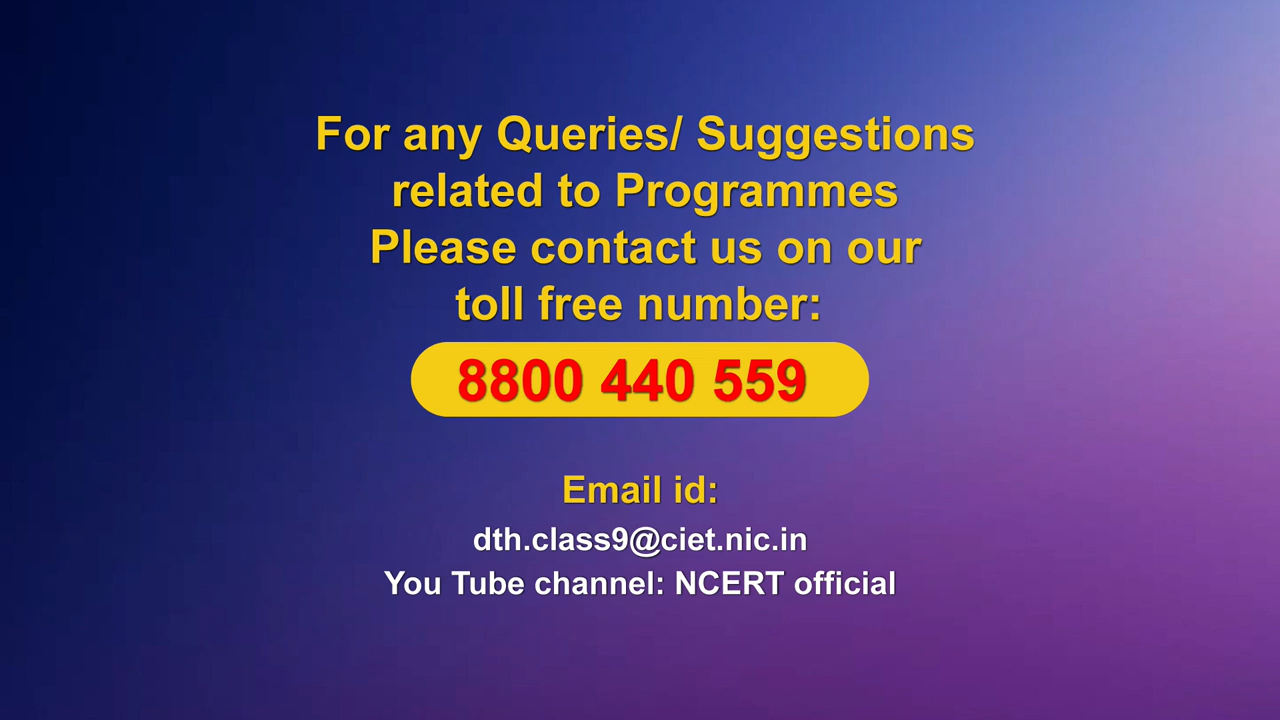 For any Queries/ Suggestions
related to Programmes
Please contact us on our
toll free number:
8800 440 559
Email id:
dth.class9@ciet.nic.in
You Tube channel: NCERT official